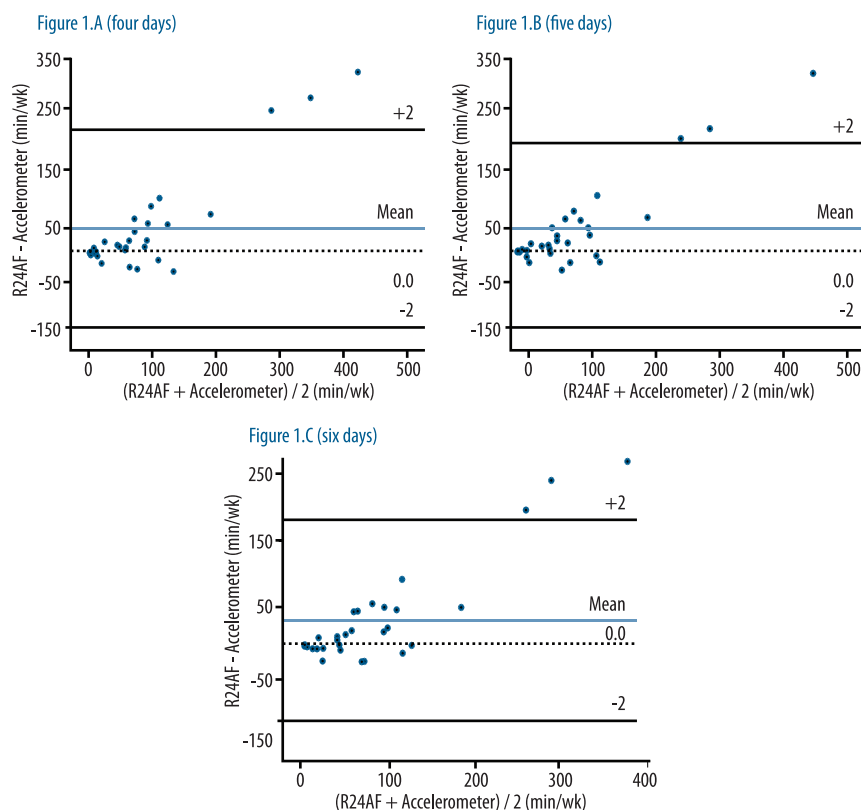 Figure 1.A (four days)
R24AF - Accelerometer (min/wk)
350
250
150
50
-50
-150
+2
Mean
0.0
-2
0 100 200 300 400 500
(R24AF + Accelerometer) / 2 (min/wk)
Figure 1.B (five days)
R24AF - Accelerometer (min/wk)
350
250
150
50
-50
-150
+2
Mean
0.0
-2
0 100 200 300 400 500
(R24AF + Accelerometer) / 2 (min/wk)
Figure 1.C (six days)
R24AF - Accelerometer (min/wk)
250
150
50
-50
-150
+2
Mean
0.0
-2
0 100 200 300 400
(R24AF + Accelerometer) / 2 (min/wk)